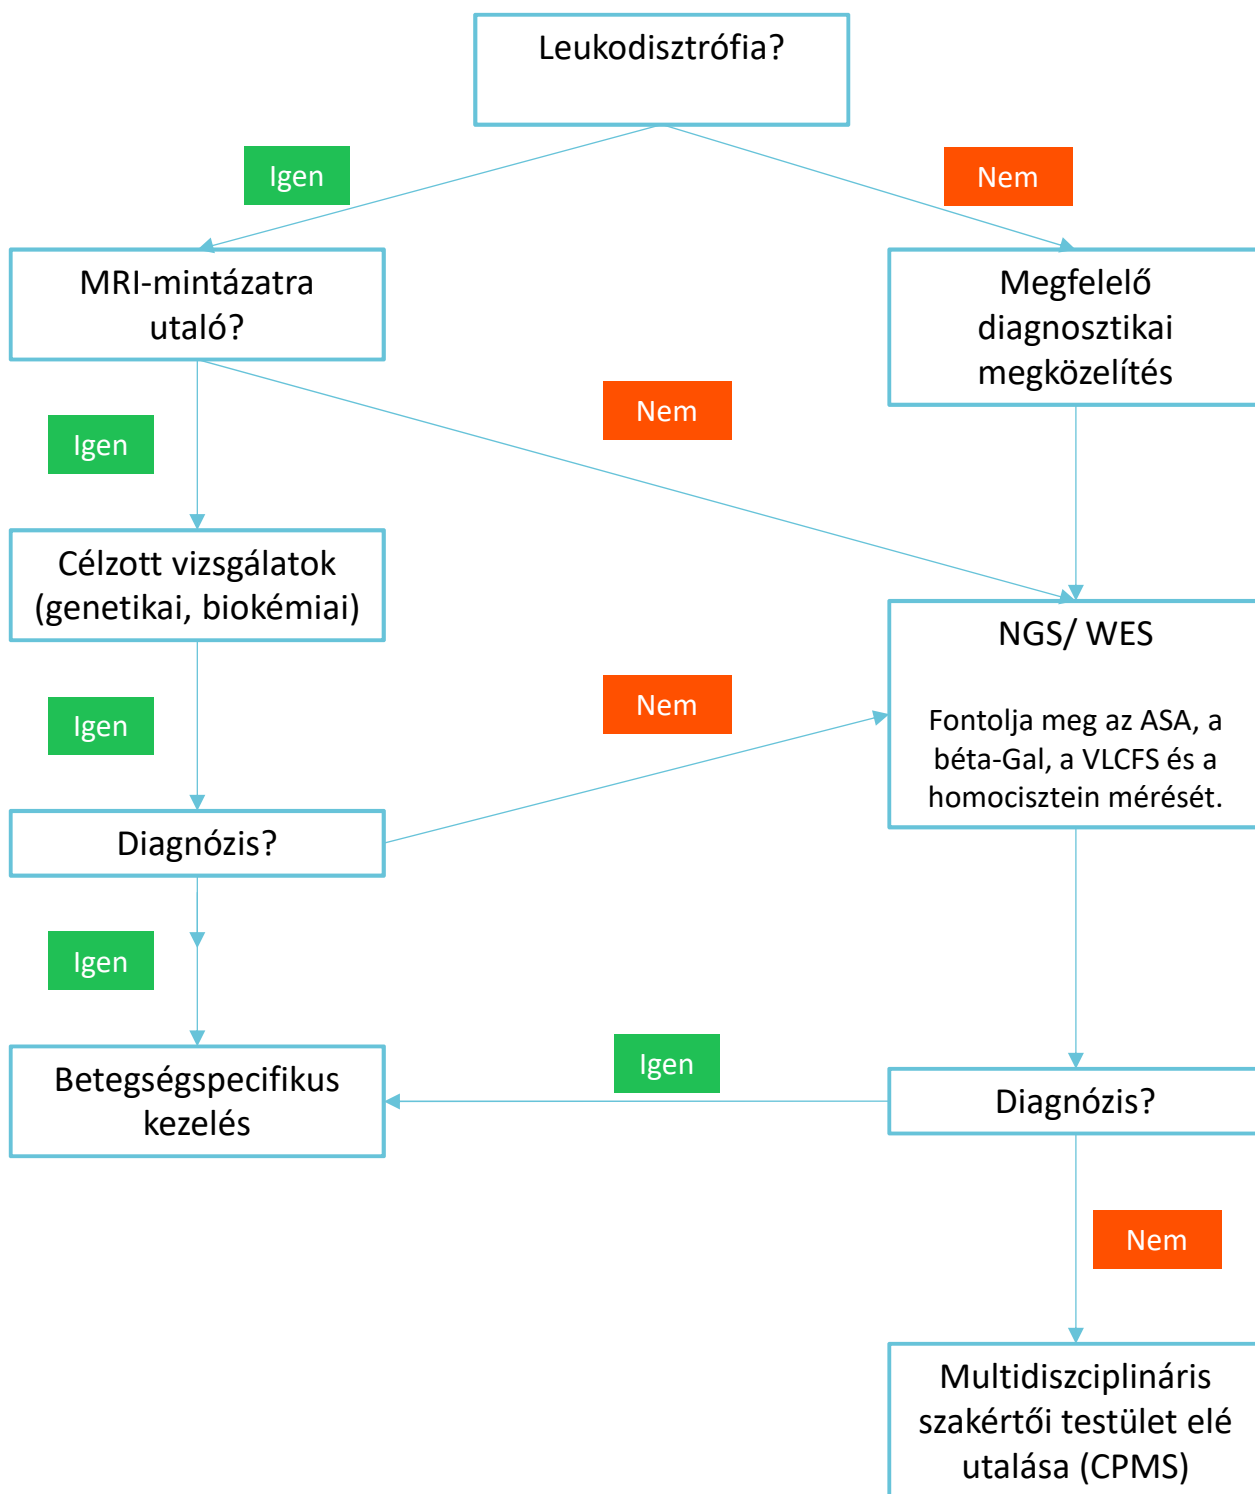 Leukodisztrófia?
Igen
Nem
MRI-mintázatra
utaló?
Megfelelő
diagnosztikai
megközelítés
Nem
Igen
Célzott vizsgálatok
(genetikai, biokémiai)
NGS/ WES
Fontolja meg az ASA, a
béta-Gal, a VLCFS és a
homocisztein mérését.
Nem
Igen
Diagnózis?
Igen
Betegségspecifikus
kezelés
Igen
Diagnózis?
Nem
Multidiszciplináris
szakértői testület elé
utalása (CPMS)